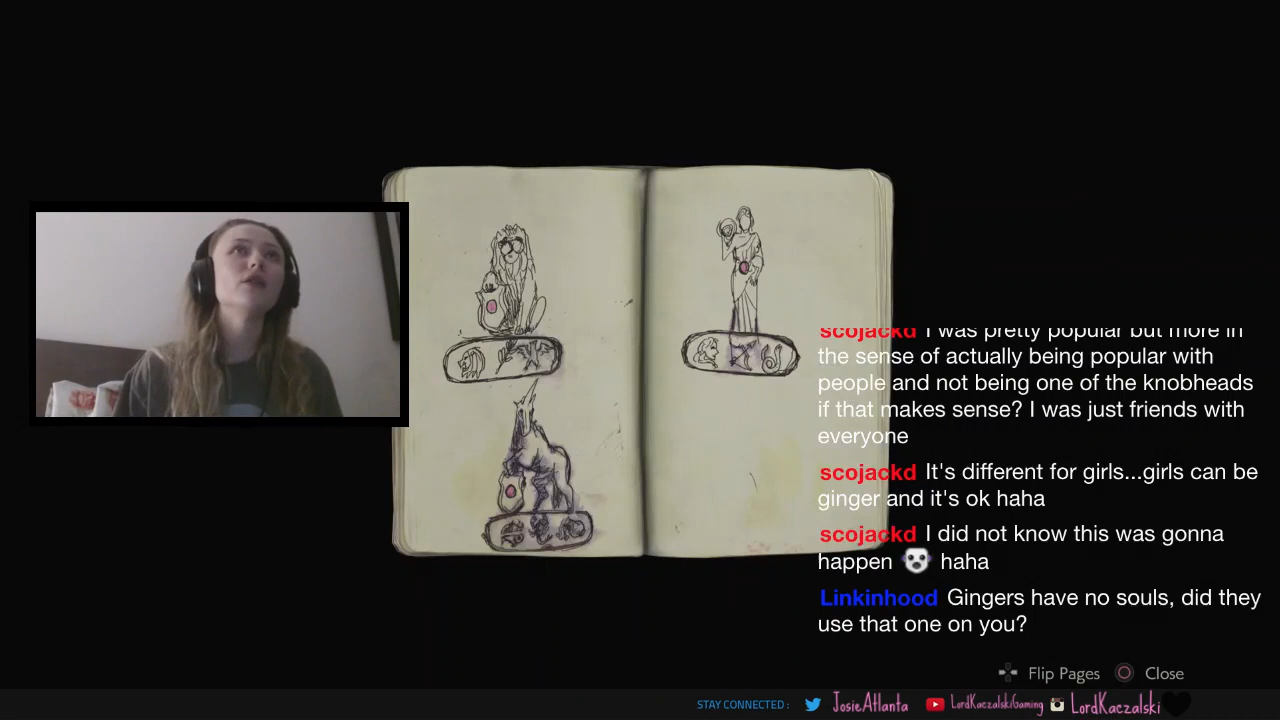 scojackd I was pretty popular but more in
the sense of actually being popular with
people and not being one of the knobheads
if that makes sense? I was just friends with
everyone
scojackd It's different for girls...girls can be
ginger and it's ok haha
scojackd I did not know this was gonna
happen haha
Linkinhood Gingers have no souls, did they
use that one on you?
Flip Pages Close
STAY CONNECTED : JosieAtlanta LordKaczalskiGaming LordKaczalski